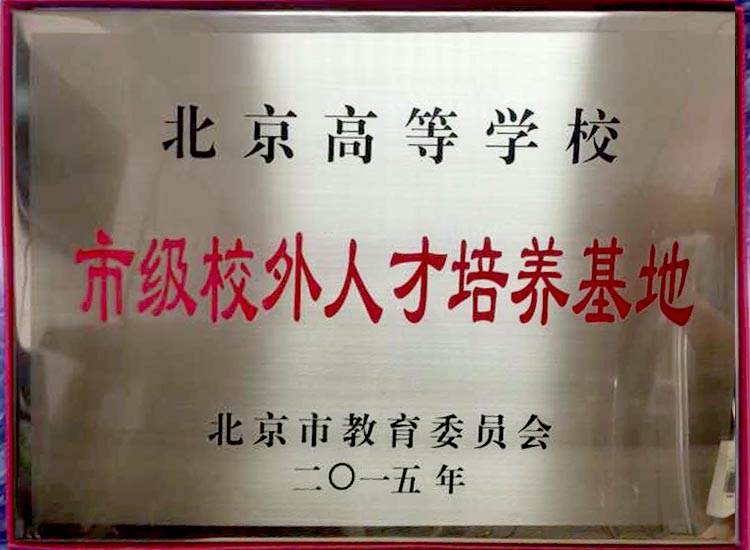 北京高等学校
市级校外人才培养基地
北京市教育委员会
二〇一五年